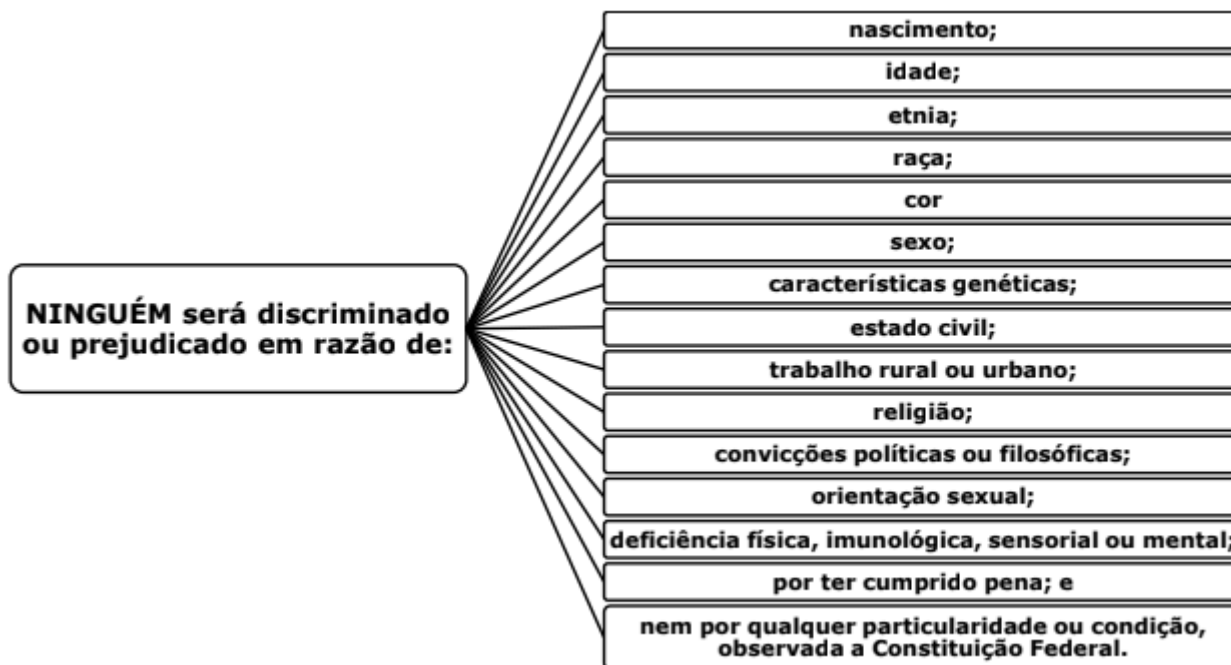 NINGUÉM será discriminado
ou prejudicado em razão de:
nascimento;
idade;
etnia;
raça;
cor
sexo;
características genéticas;
estado civil;
trabalho rural ou urbano;
religião;
convicções políticas ou filosóficas;
orientação sexual;
deficiência física, imunológica, sensorial ou mental;
por ter cumprido pena; e
nem por qualquer particularidade ou condição,
observada a Constituição Federal.